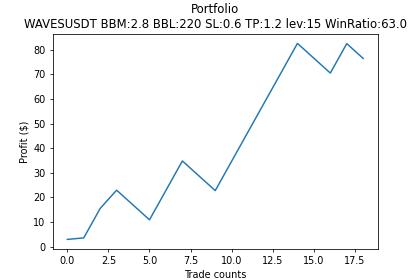 Portfolio
WAVESUSDT BBM:2.8 BBL:220 SL:0.6 TP:1.2 lev:15 WinRatio:63.0
80
70
60
50
40
30
20
10
0
Profit ($)
0.0 2.5 5.0 7.5 10.0 12.5 15.0 17.5
Trade counts